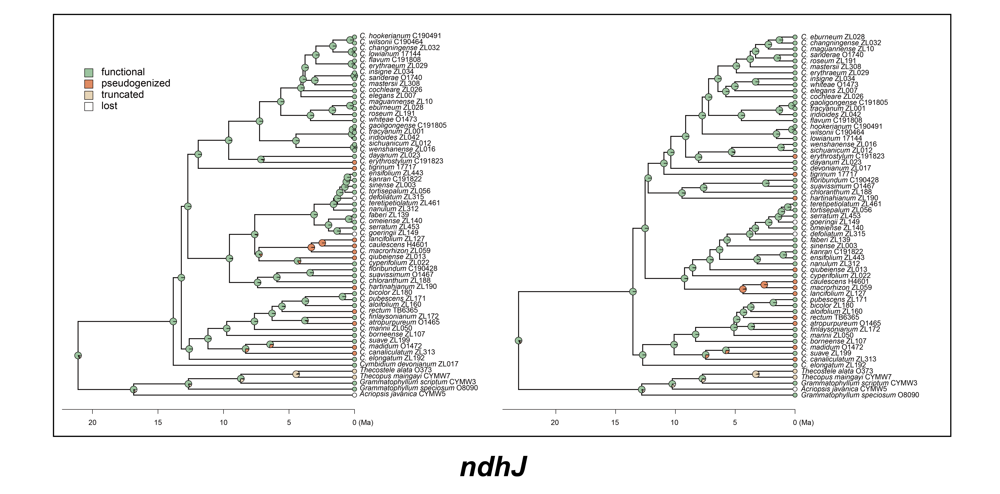 functional
pseudogenized
truncated
lost
C. hookerianum C190491
C. wilsonii C190464
C. changningense ZL032
C. lowianum 17144
C. flavum C191808
C. erythraeum ZL029
C. insigne ZL034
C. sanderae O1740
C. mastersii ZL308
C. cochleare ZL026
C. elegans ZL007
C. maguannense ZL10
C. eburneum ZL028
C. roseum ZL191
C. whiteae O1473
C. gaoligongense C191805
C. tracyanum ZL001
C. iridioides ZL042
C. sichuanicum ZL012
C. wenshanense ZL016
C. dayanum ZL023
C. erythrostylum C191823
C. tigrinum 17717
C. ensifolium ZL443
C. kanran C191822
C. sinense ZL003
C. tortisepalum ZL056
C. defoliatum ZL315
C. teretipetiolatum ZL461
C. nanulum ZL312
C. faberi ZL139
C. omeiense ZL140
C. serratum ZL453
C. goeringii ZL149
C. lancifolium ZL127
C. caulescens H4601
C. macrorhizon ZL059
C. qiubeiense ZL013
C. cyperifolium ZL022
C. floribundum C190428
C. suavissimum O1467
C. chloranthum ZL188
C. hartinahianum ZL190
C. bicolor ZL180
C. pubescens ZL171
C. aloifolium ZL160
C. rectum TB6365
C. finlaysonianum ZL172
C. atropurpureum O1465
C. mannii ZL050
C. borneense ZL107
C. suave ZL199
C. madidum O1472
C. canaliculatum ZL313
C. elongatum ZL192
Cymbidium devonianum ZL017
Thecostele alata O373
Thecopus maingayi CYMW7
Grammatophyllum scriptum CYMW3
Grammatophyllum speciosum O8090
Acriopsis javanica CYMW5
20 15 10 5 0 (Ma)
C. eburneum ZL028
C. changningense ZL032
C. maguannense ZL10
C. sanderae O1740
C. roseum ZL191
C. mastersii ZL308
C. erythraeum ZL029
C. insigne ZL034
C. whiteae O1473
C. elegans ZL007
C. cochleare ZL026
C. gaoligongense C191805
C. tracyanum ZL001
C. iridioides ZL042
C. flavum C191808
C. hookerianum C190491
C. wilsonii C190464
C. lowianum 17144
C. wenshanense ZL016
C. sichuanicum ZL012
C. erythrostylum C191823
C. dayanum ZL023
C. devonianum ZL017
C. tigrinum 17717
C. floribundum C190428
C. suavissimum O1467
C. chloranthum ZL188
C. hartinahianum ZL190
C. teretipetiolatum ZL461
C. tortisepalum ZL056
C. serratum ZL453
C. goeringii ZL149
C. omeiense ZL140
C. defoliatum ZL315
C. faberi ZL139
C. sinense ZL003
C. kanran C191822
C. ensifolium ZL443
C. nanulum ZL312
C. qiubeiense ZL013
C. cyperifolium ZL022
C. caulescens H4601
C. macrorhizon ZL059
C. lancifolium ZL127
C. pubescens ZL171
C. bicolor ZL180
C. aloifolium ZL160
C. rectum TB6365
C. atropurpureum O1465
C. finlaysonianum ZL172
C. mannii ZL050
C. borneense ZL107
C. madidum O1472
C. suave ZL199
C. canaliculatum ZL313
C. elongatum ZL192
Thecostele alata O373
Thecopus maingayi CYMW7
Grammatophyllum scriptum CYMW3
Acriopsis javanica CYMW5
Grammatophyllum speciosum O8090
20 15 10 5 0 (Ma)
ndhJ